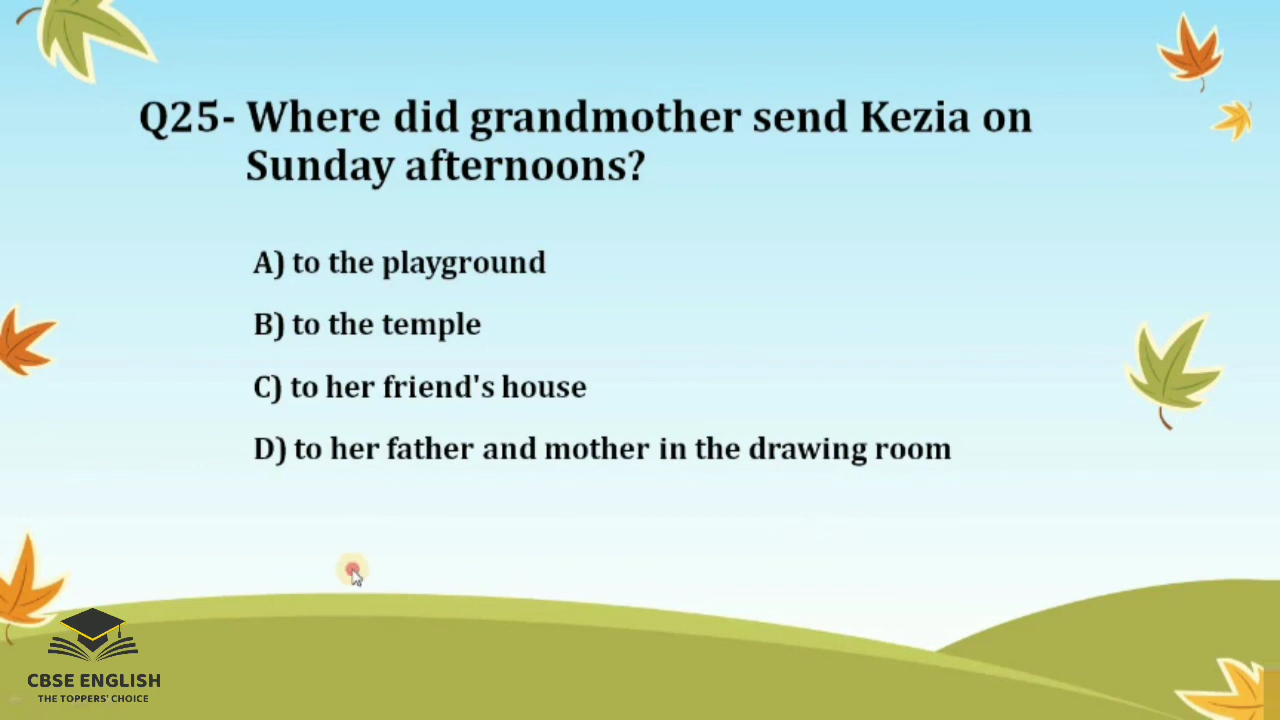 Q25- Where did grandmother send Kezia on
Sunday afternoons?
A) to the playground
B) to the temple
C) to her friend's house
D) to her father and mother in the drawing room
CBSE ENGLISH
THE TOPPERS' CHOICE